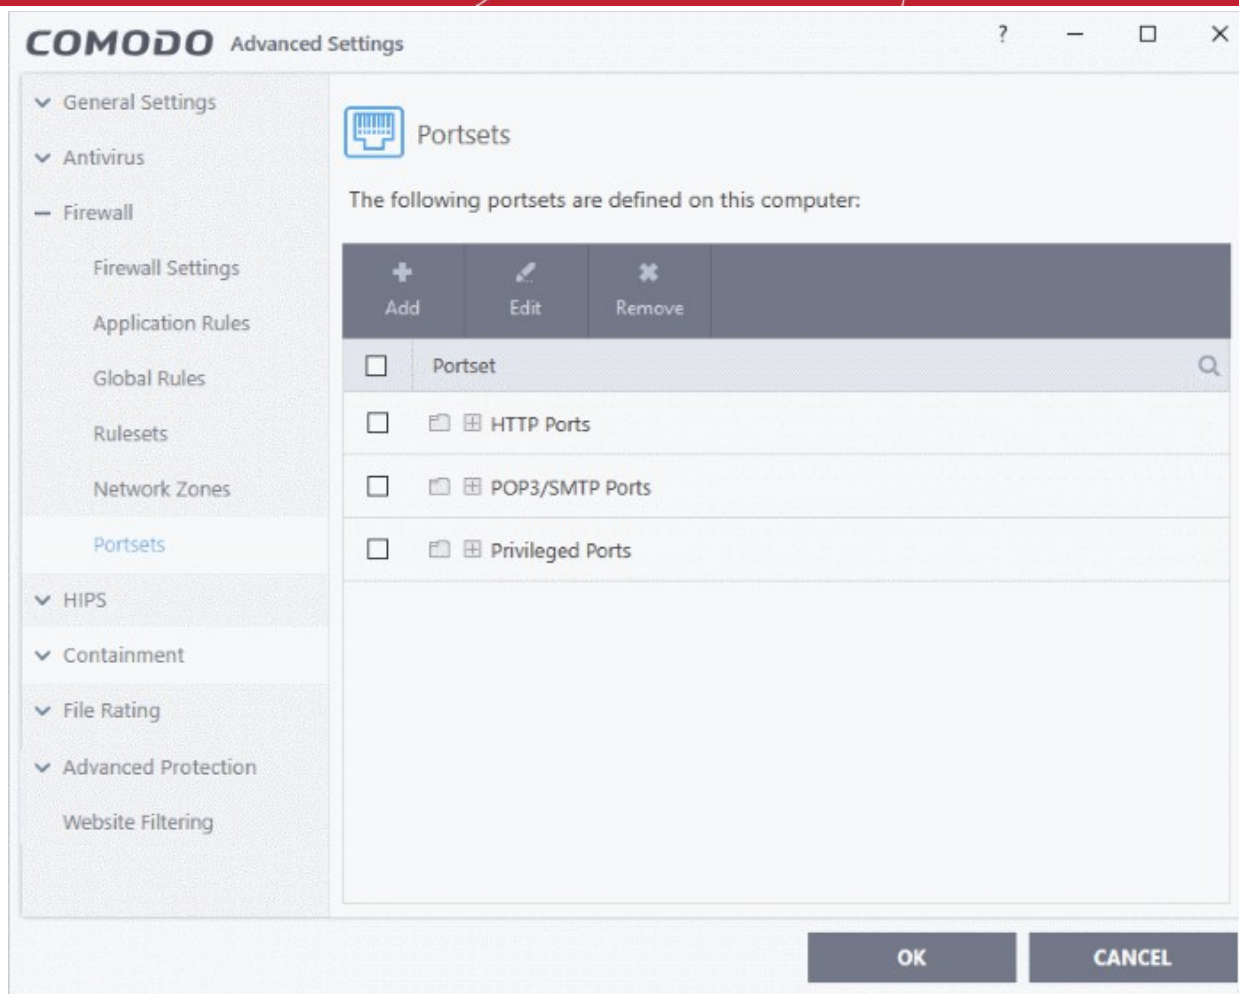 COMODO Advanced Settings ?
General Settings
Antivirus
Firewall
Firewall Settings
Application Rules
Global Rules
Rulesets
Network Zones
Portsets
HIPS
Containment
File Rating
Advanced Protection
Website Filtering
Portsets
The following portsets are defined on this computer:
Add Edit Remove
Portset
HTTP Ports
POP3/SMTP Ports
Privileged Ports
OK CANCEL